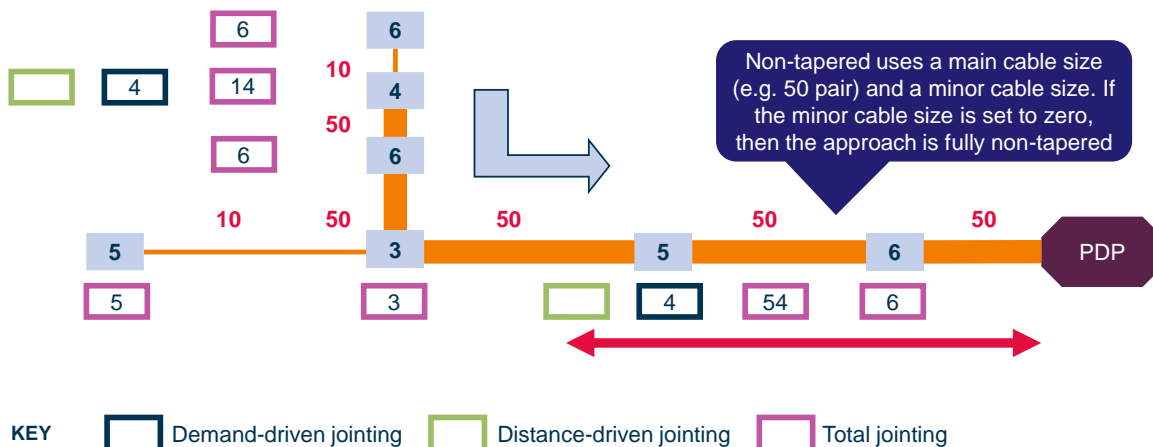 6
6
Non-tapered uses a main cable size
(e.g. 50 pair) and a minor cable size. If
the minor cable size is set to zero,
then the approach is fully non-tapered
10
4
14
4
50
6
6
10
50
50
50
50
5
3
5
6
PDP
5
3
4
54
6
KEY
Demand-driven jointing
Distance-driven jointing
Total jointing